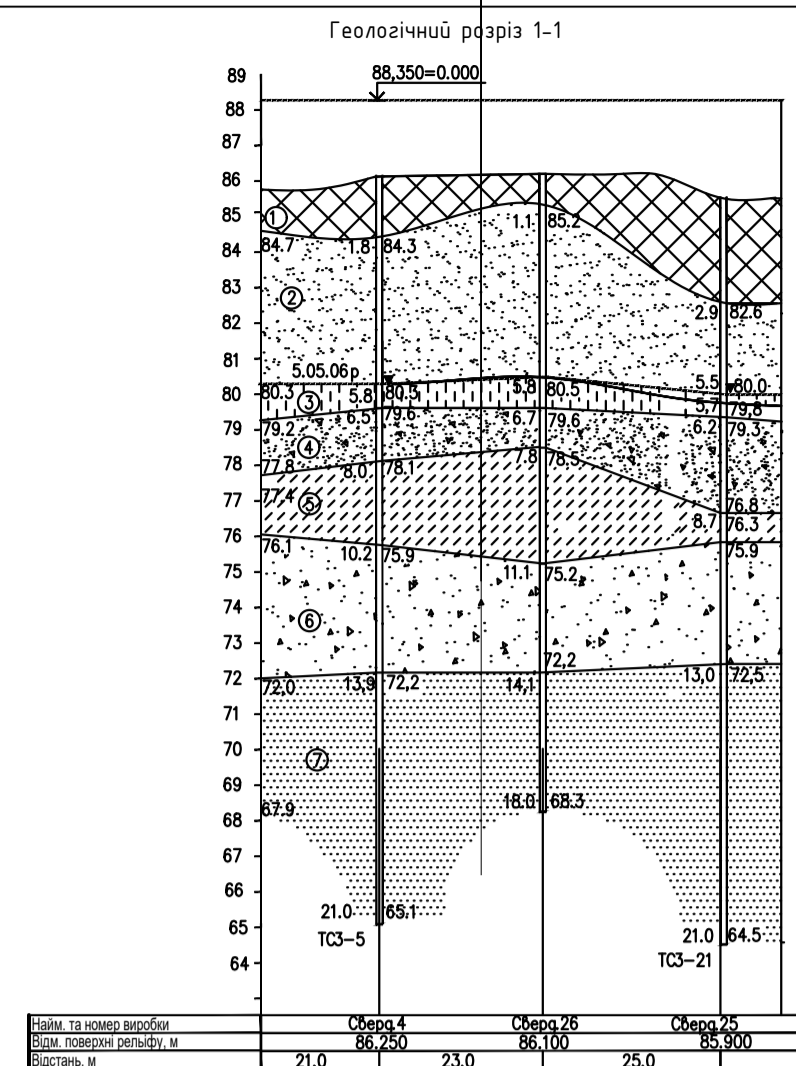 Геологічний розріз 1-1
89
88,350=0.000
88
87
86
85
1
1.1 85.2
84
84.7 1.8 84.3
83
2
82
2.9 82.6
81
5.05.06р
80
80.3 5.8 80.3 5.8 80.5 5.5 80.0
3
5.7 79.8
79
79.2 6.5 79.6 6.7 79.6 6.2 79.3
4
78
77.8 8.0 78.1 7.8 78.5
77
77.4 5 76.8
8.7 76.3
76
76.1 10.2 75.9 11.1 75.2 75.9
75
74
6
73
72
72,0 13,9 72,2 14,1 72,2 13,0 72,5
71
70
7
69
68
67.9 18.0 68.3
67
66
65
21.0 65.1 21.0 64.5
ТСЗ-5 ТСЗ-21
64
Найм. та номер виробки Сверд.4 Сверд.26 Сверд.25
Відм. поверхні рельєфу, м 86.250 86.100 85.900
Відстань, м 21.0 23.0 25.0